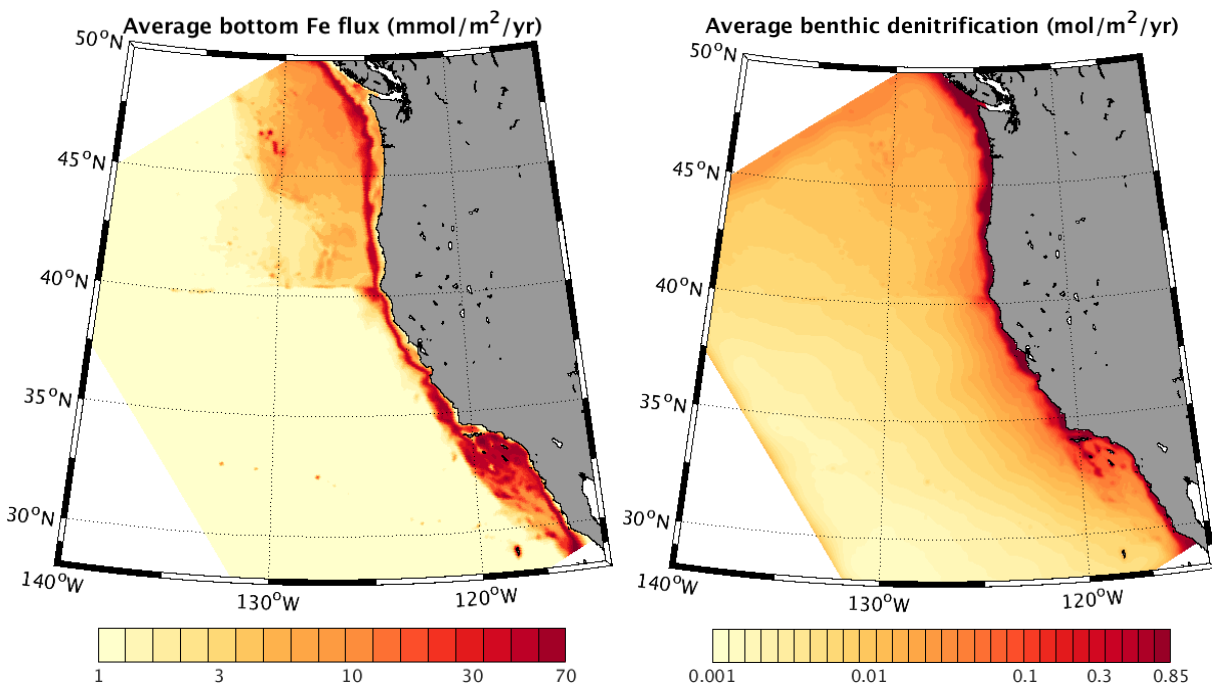 Average bottom Fe flux (mmol/m²/yr)
50°N
45°N
40°N
35°N
30°N
140°W
130°W
120°W
1 3 10 30 70
Average benthic denitrification (mol/m²/yr)
50°N
45°N
40°N
35°N
30°N
140°W
130°W
120°W
0.001 0.01 0.1 0.3 0.85